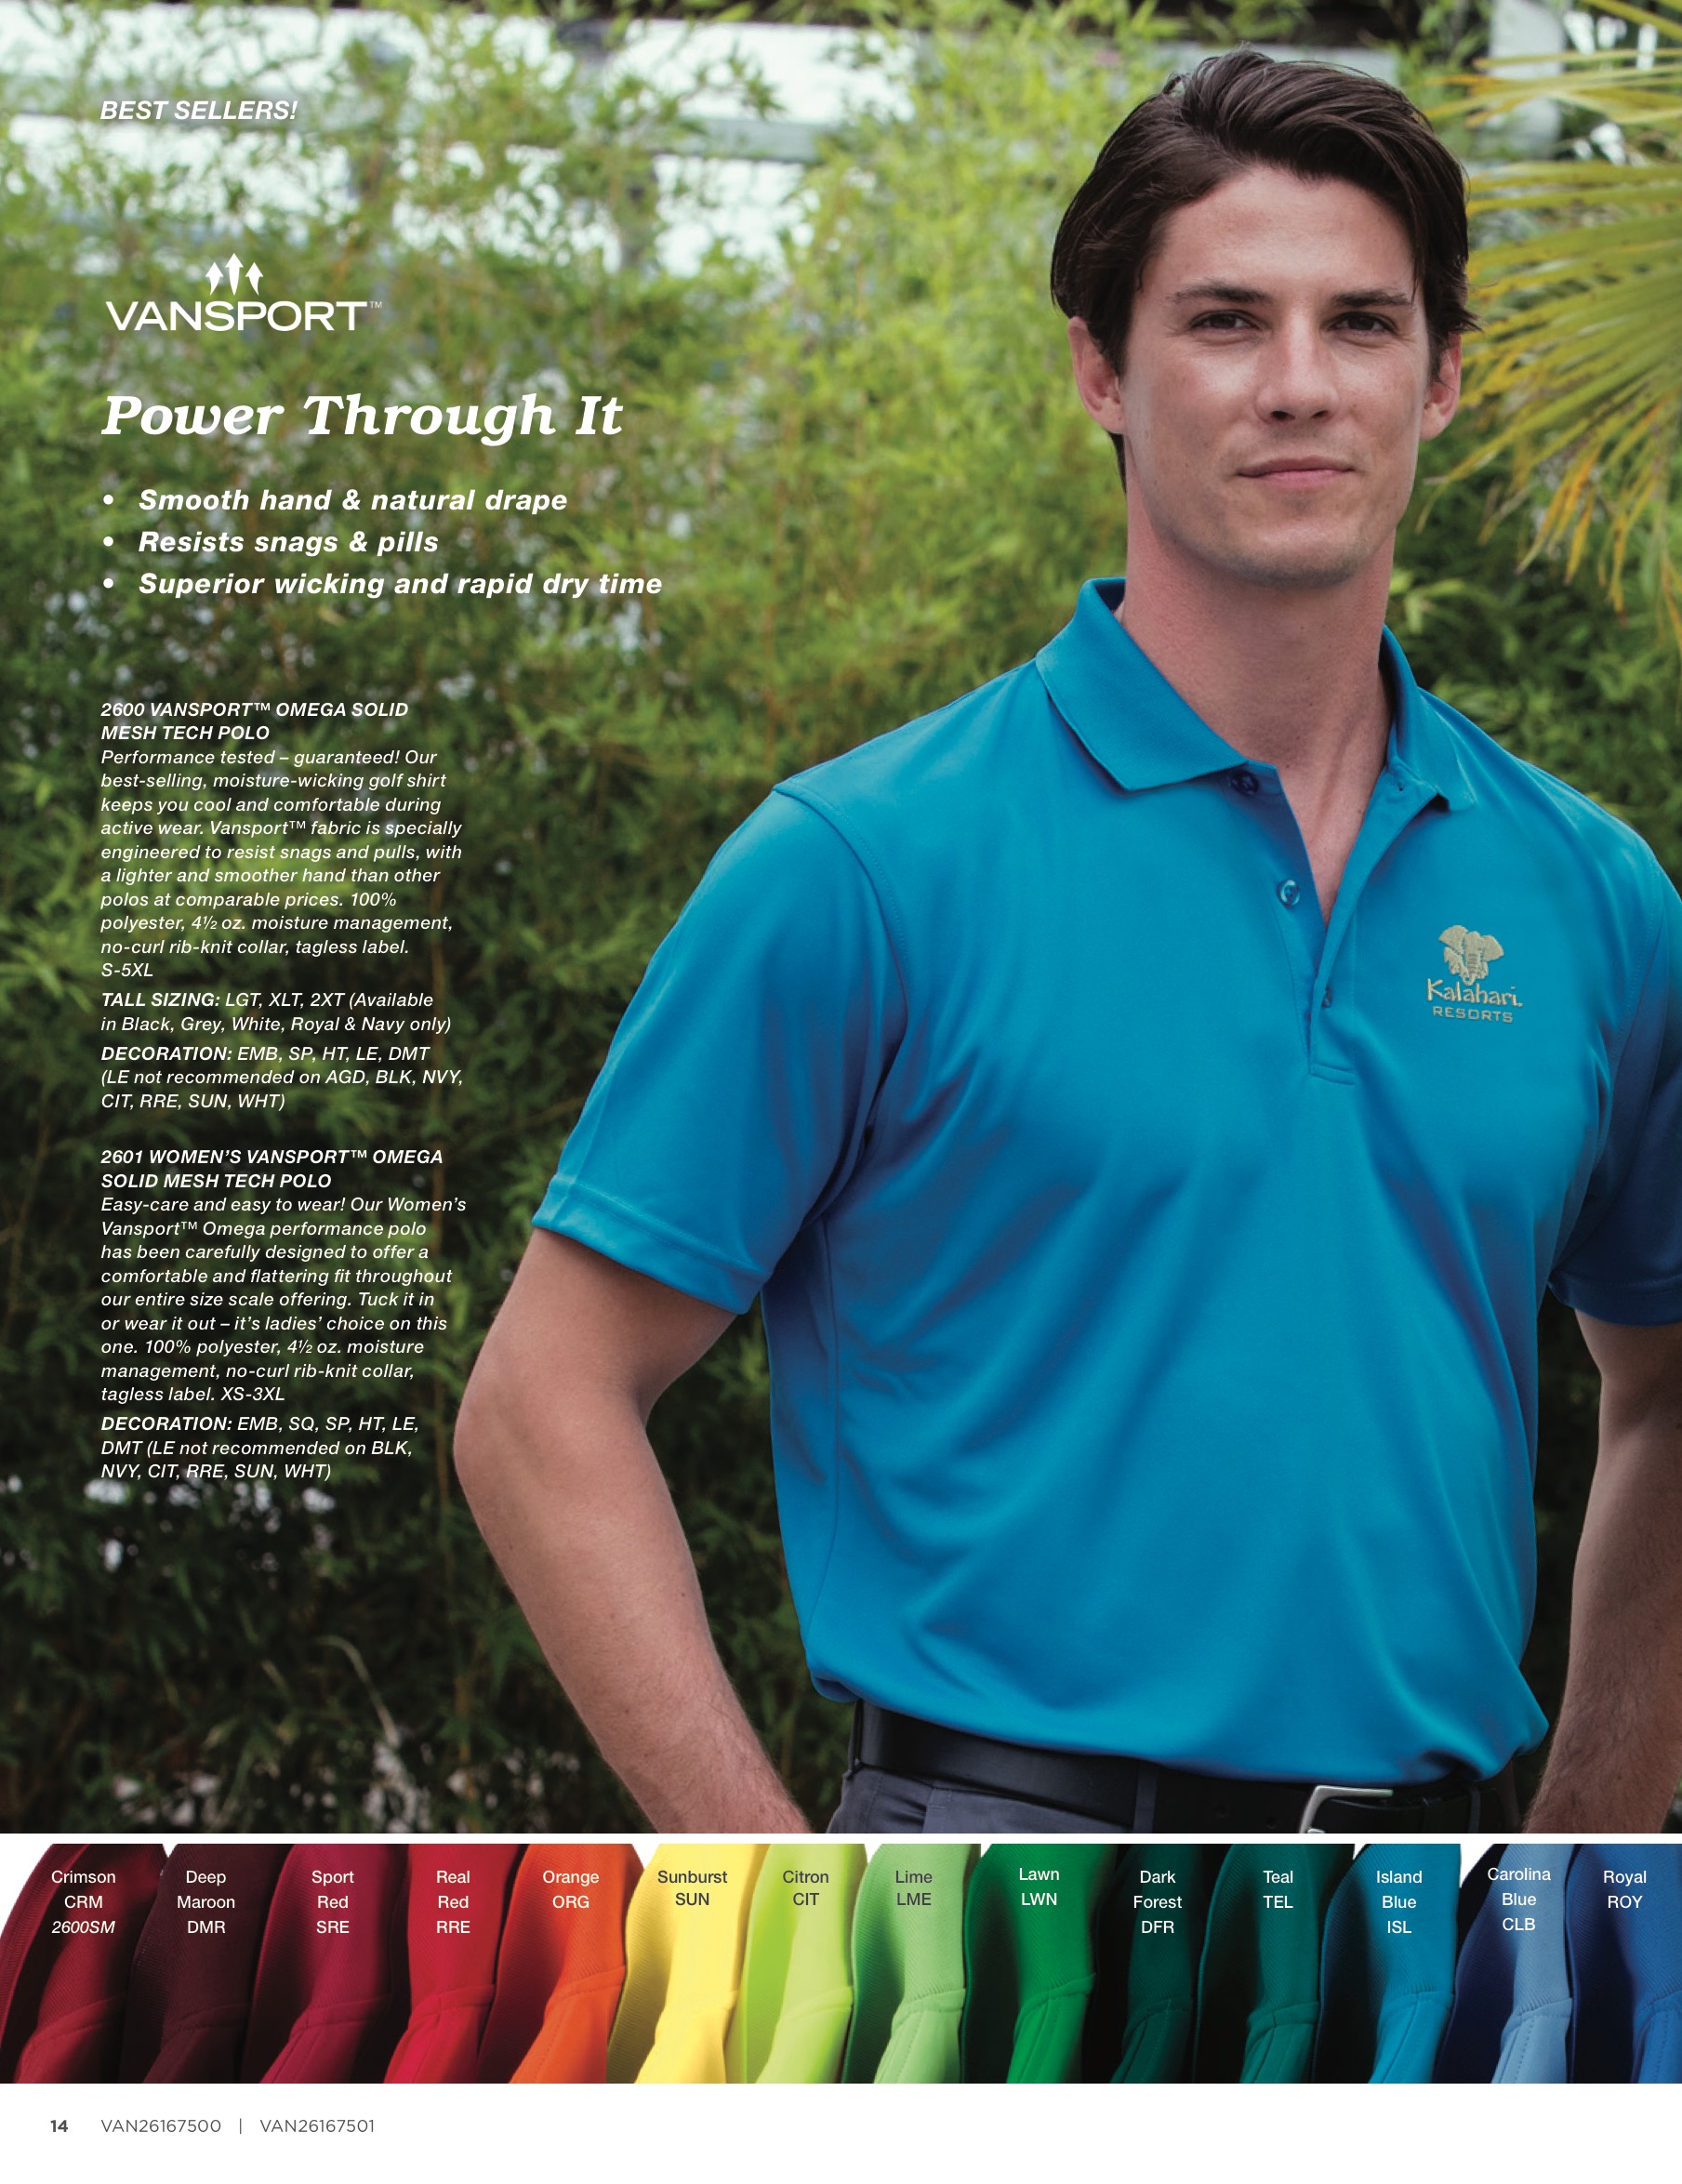 BEST SELLERS!
VANSPORT™
Power Through It
• Smooth hand & natural drape
• Resists snags & pills
• Superior wicking and rapid dry time
2600 VANSPORT™ OMEGA SOLID
MESH TECH POLO
Performance tested – guaranteed! Our
best-selling, moisture-wicking golf shirt
keeps you cool and comfortable during
active wear. Vansport™ fabric is specially
engineered to resist snags and pulls, with
a lighter and smoother hand than other
polos at comparable prices. 100%
polyester, 4½ oz. moisture management,
no-curl rib-knit collar, tagless label.
S-5XL
TALL SIZING: LGT, XLT, 2XT (Available
in Black, Grey, White, Royal & Navy only)
DECORATION: EMB, SP, HT, LE, DMT
(LE not recommended on AGD, BLK, NVY,
CIT, RRE, SUN, WHT)
2601 WOMEN’S VANSPORT™ OMEGA
SOLID MESH TECH POLO
Easy-care and easy to wear! Our Women’s
Vansport™ Omega performance polo
has been carefully designed to offer a
comfortable and flattering fit throughout
our entire size scale offering. Tuck it in
or wear it out – it’s ladies’ choice on this
one. 100% polyester, 4½ oz. moisture
management, no-curl rib-knit collar,
tagless label. XS-3XL
DECORATION: EMB, SQ, SP, HT, LE,
DMT (LE not recommended on BLK,
NVY, CIT, RRE, SUN, WHT)
Kalahari.
RESORTS
Crimson
CRM
2600SM
Deep
Maroon
DMR
Sport
Red
SRE
Real
Red
RRE
Orange
ORG
Sunburst
SUN
Citron
CIT
Lime
LME
Lawn
LWN
Dark
Forest
DFR
Teal
TEL
Island
Blue
ISL
Carolina
Blue
CLB
Royal
ROY
14 VAN26167500 | VAN26167501